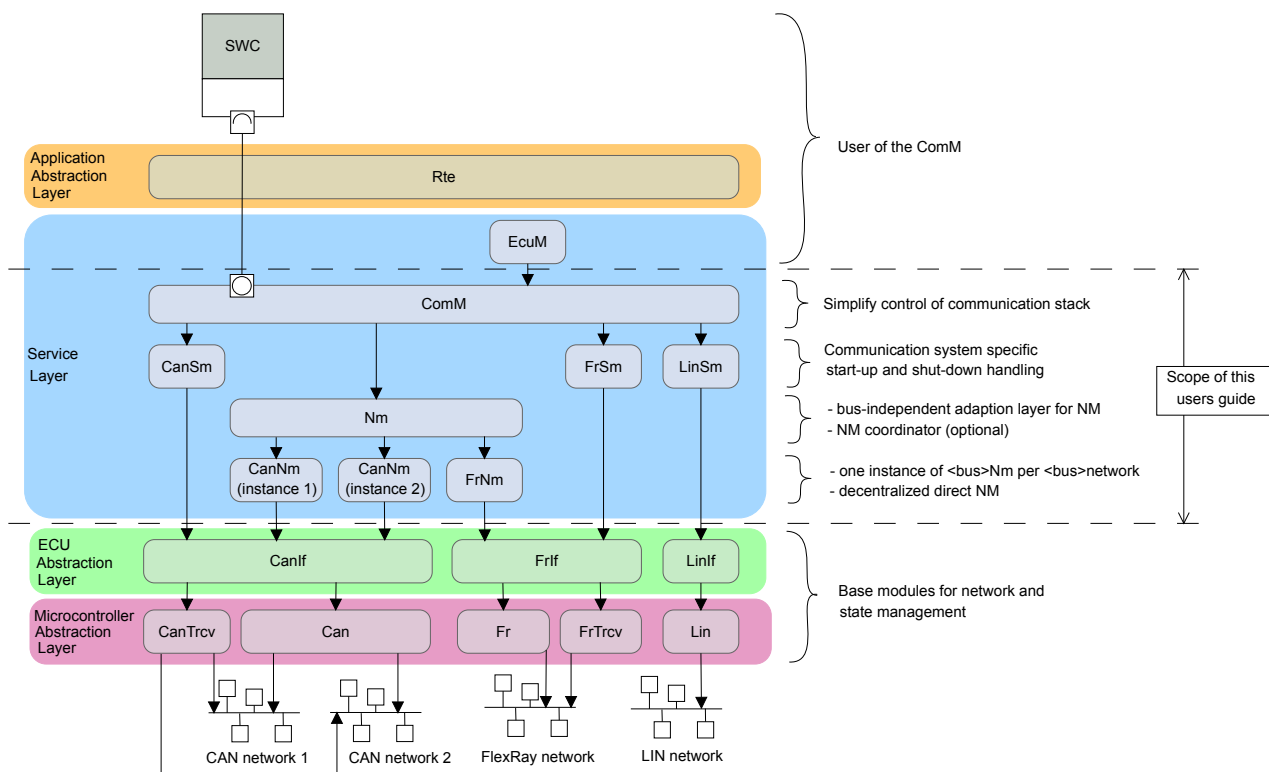 SWC
User of the ComM
Application
Abstraction
Layer
Rte
EcuM
ComM
Simplify control of communication stack
Service
Layer
CanSm
FrSm
LinSm
Communication system specific
start-up and shut-down handling
Scope of this
users guide
Nm
- bus-independent adaption layer for NM
- NM coordinator (optional)
CanNm
(instance 1)
CanNm
(instance 2)
FrNm
- one instance of <bus>Nm per <bus>network
- decentralized direct NM
ECU
Abstraction
Layer
CanIf
FrIf
LinIf
Base modules for network and
state management
Microcontroller
Abstraction
Layer
CanTrcv
Can
Fr
FrTrcv
Lin
CAN network 1
CAN network 2
FlexRay network
LIN network